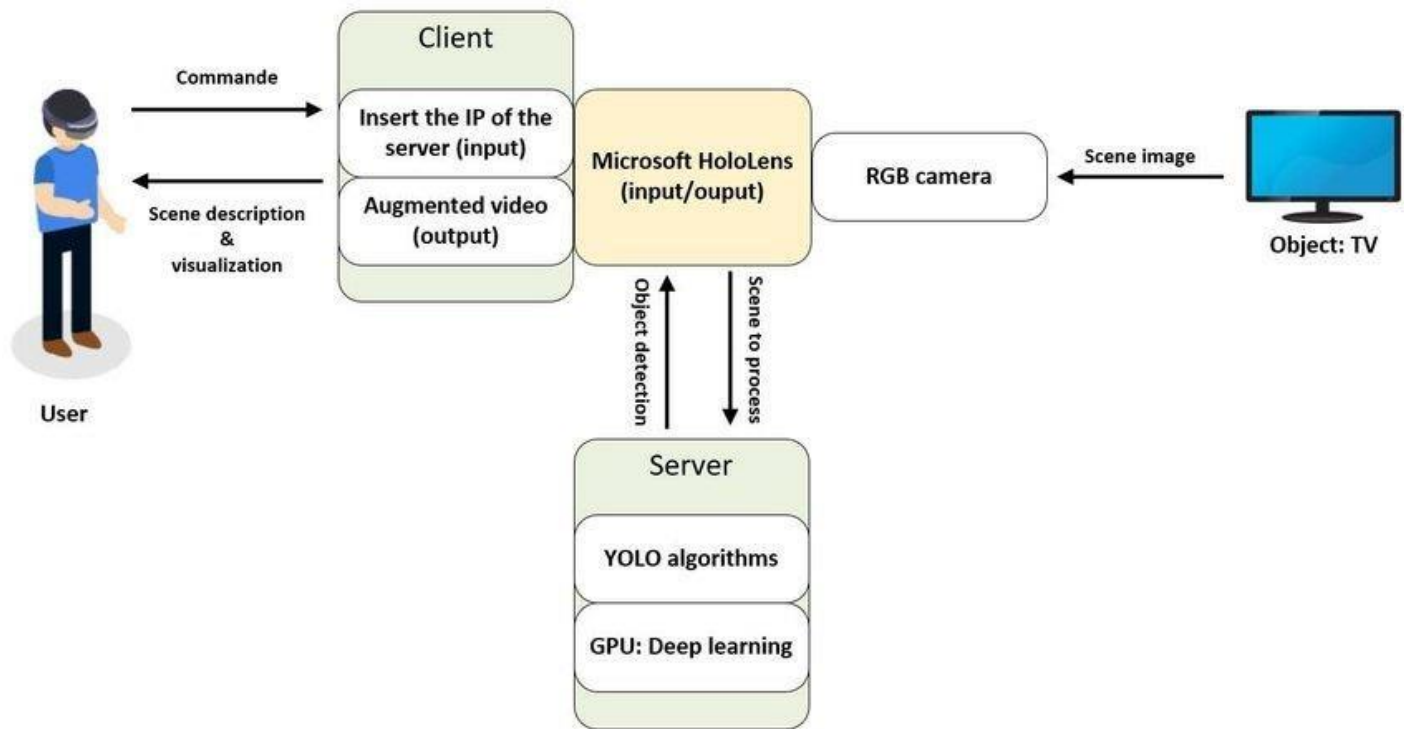 Client
Commande
Insert the IP of the
server (input)
Augmented video
(output)
Scene description
&
visualization
User
Microsoft HoloLens
(input/ouput)
RGB camera
Scene image
Object: TV
Object detection
Scene to process
Server
YOLO algorithms
GPU: Deep learning